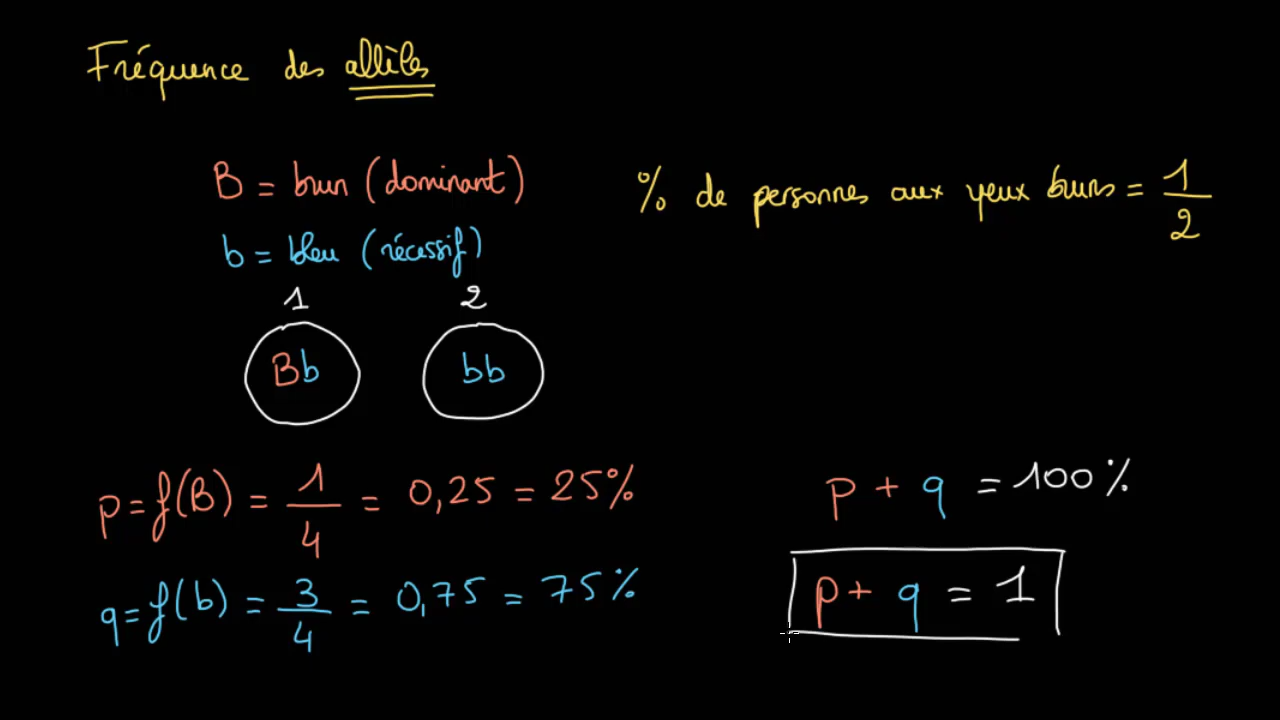 Fréquence des allèles
B = brun (dominant)
% de personnes aux yeux bruns = 1/2
b = bleu (récessif)
1 2
Bb bb
p = f(B) = 1/4 = 0,25 = 25%
p + q = 100%
q = f(b) = 3/4 = 0,75 = 75%
p + q = 1